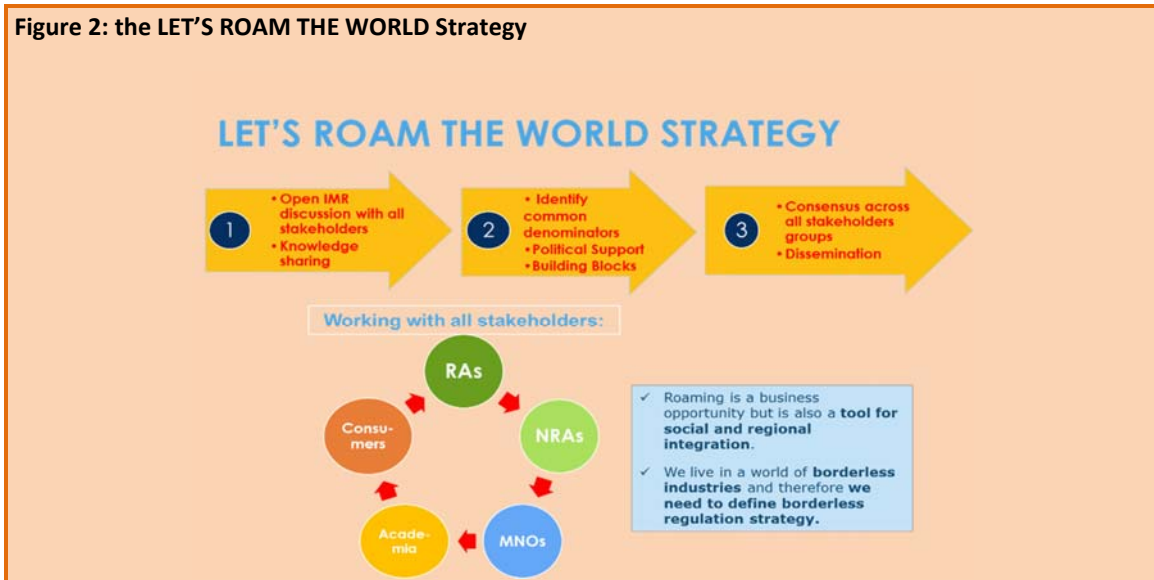 Figure 2: the LET'S ROAM THE WORLD Strategy
LET'S ROAM THE WORLD STRATEGY
1
• Open IMR
discussion with all
stakeholders
• Knowledge
sharing
2
• Identify
common
denominators
• Political Support
• Building Blocks
3
• Consensus across
all stakeholders
groups
• Dissemination
Working with all stakeholders:
RAs
NRAs
MNOs
Acade-
mia
Consu-
mers
✓ Roaming is a business
opportunity but is also a tool for
social and regional
integration.
✓ We live in a world of borderless
industries and therefore we
need to define borderless
regulation strategy.